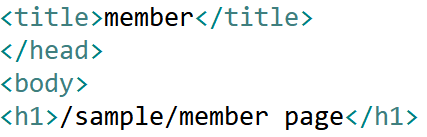 <title>member</title>
</head>
<body>
<h1>/sample/member page</h1>